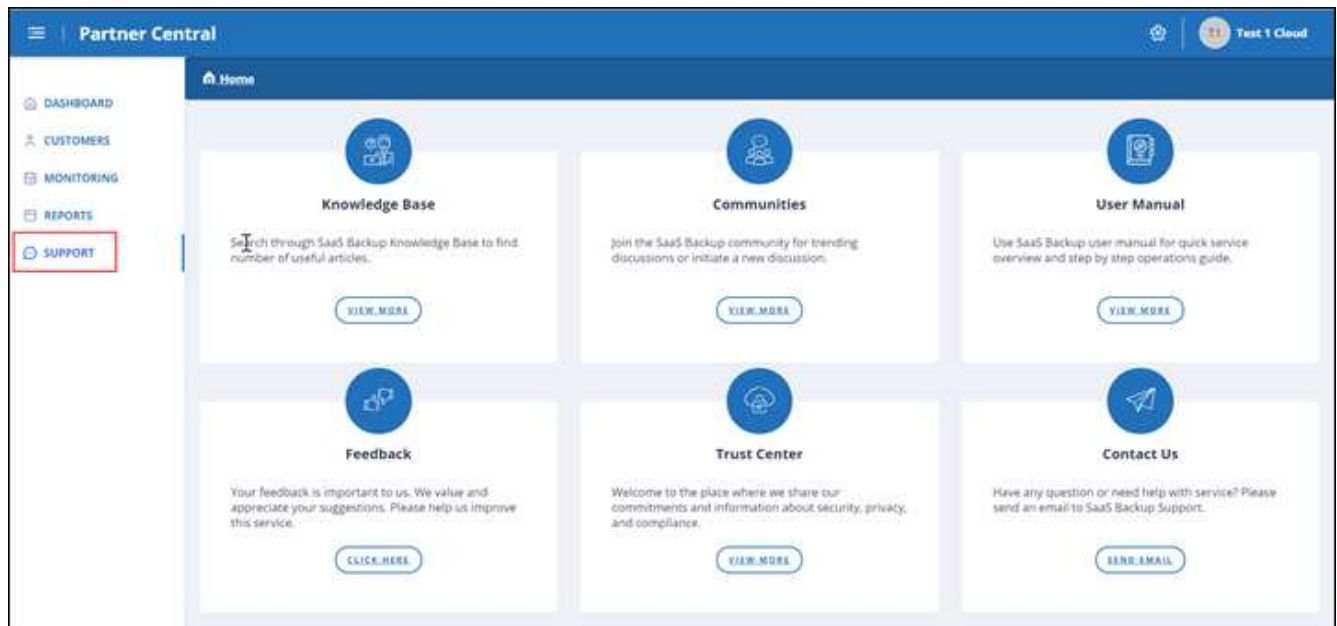 Partner Central
T1 Test 1 Cloud
Home
DASHBOARD
CUSTOMERS
MONITORING
REPORTS
SUPPORT
Knowledge Base
Search through SaaS Backup Knowledge Base to find
number of useful articles.
VIEW MORE
Communities
Join the SaaS Backup community for trending
discussions or initiate a new discussion.
VIEW MORE
User Manual
Use SaaS Backup user manual for quick service
overview and step by step operations guide.
VIEW MORE
Feedback
Your feedback is important to us. We value and
appreciate your suggestions. Please help us improve
this service.
CLICK HERE
Trust Center
Welcome to the place where we share our
commitments and information about security, privacy,
and compliance.
VIEW MORE
Contact Us
Have any question or need help with service? Please
send an email to SaaS Backup Support.
SEND EMAIL